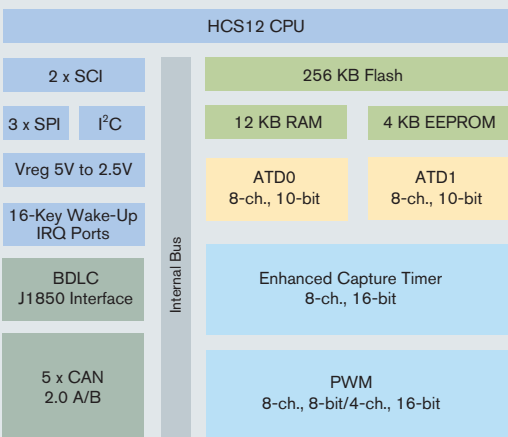 HCS12 CPU
2 x SCI
3 x SPI
I²C
Vreg 5V to 2.5V
16-Key Wake-Up
IRQ Ports
BDLC
J1850 Interface
5 x CAN
2.0 A/B
Internal Bus
256 KB Flash
12 KB RAM
4 KB EEPROM
ATD0
8-ch., 10-bit
ATD1
8-ch., 10-bit
Enhanced Capture Timer
8-ch., 16-bit
PWM
8-ch., 8-bit/4-ch., 16-bit